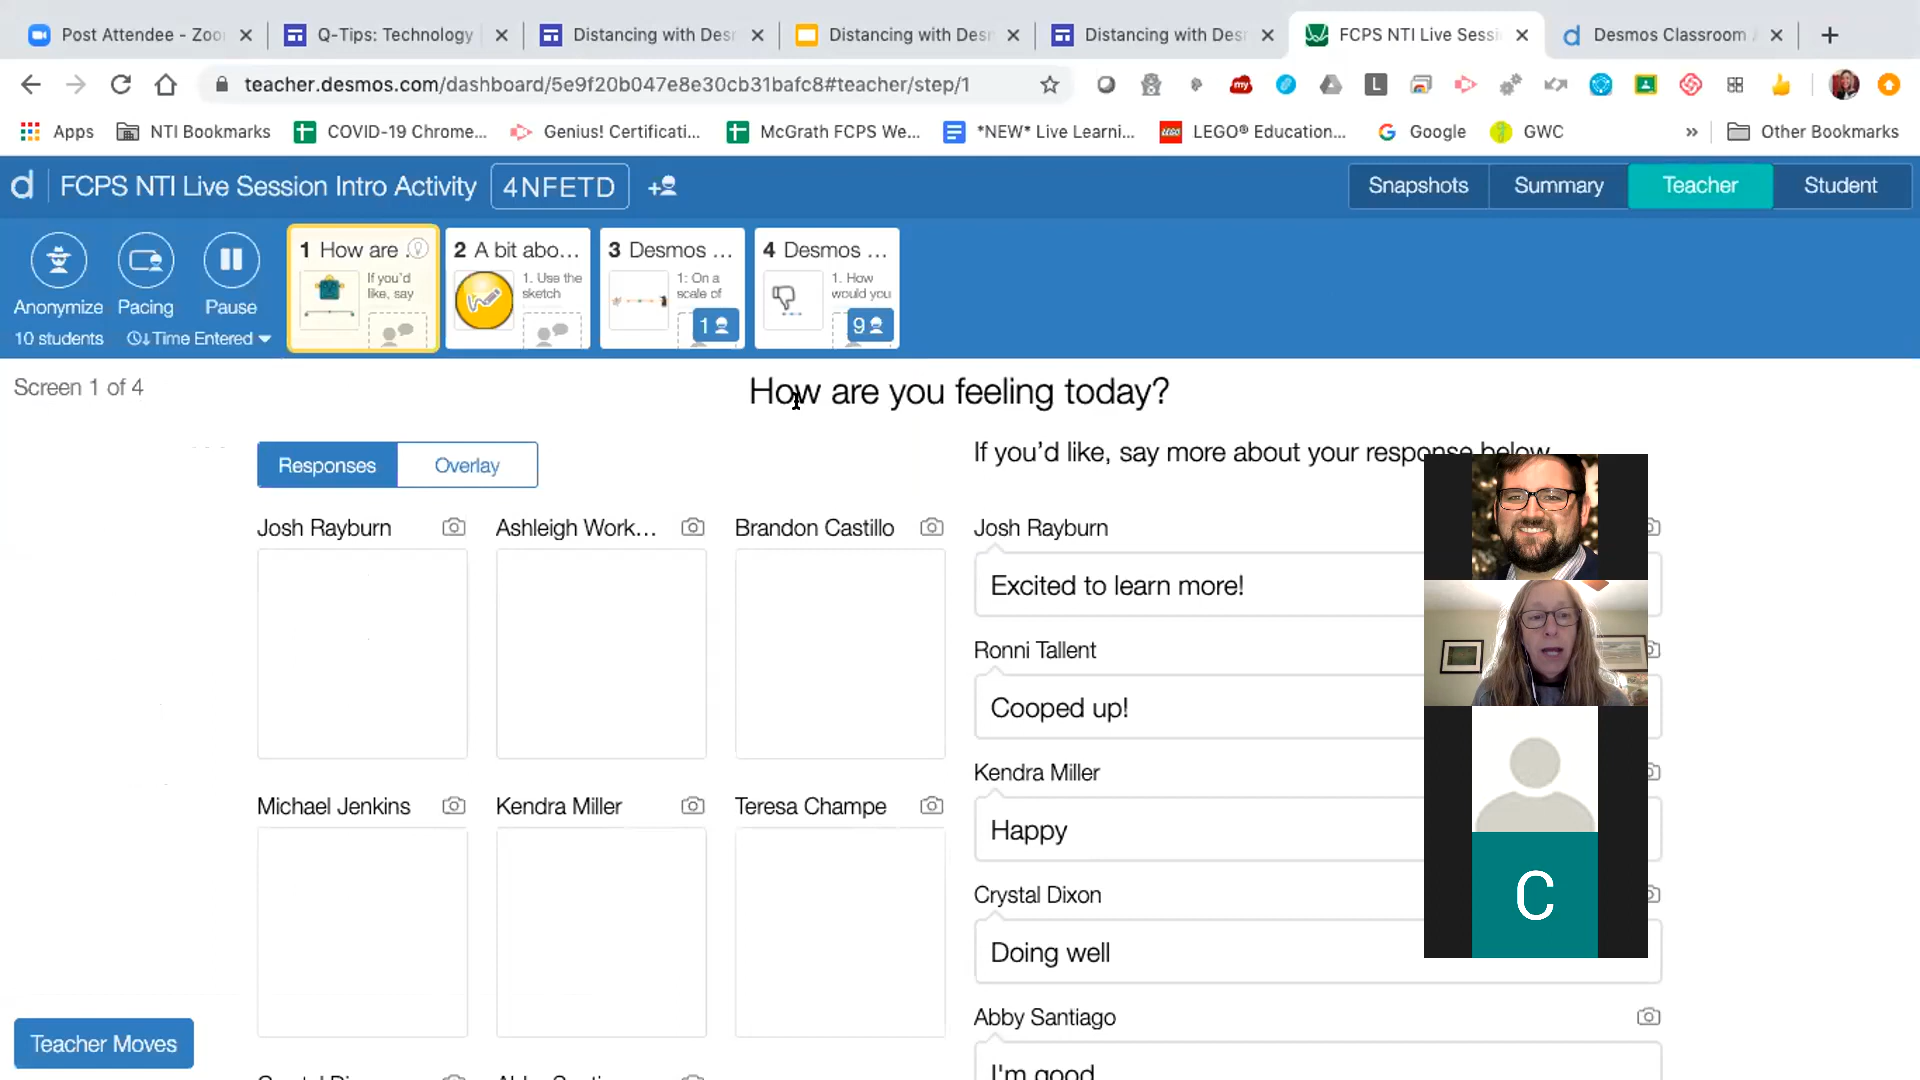 Post Attendee - Zoo
Q-Tips: Technology
Distancing with Des
Distancing with Des
Distancing with Des
FCPS NTI Live Sessi
Desmos Classroom
teacher.desmos.com/dashboard/5e9f20b047e8e30cb31bafc8#teacher/step/1
my
L
Apps
NTI Bookmarks
COVID-19 Chrome...
Genius! Certificati...
McGrath FCPS We...
*NEW* Live Learni...
LEGO® Education...
Google
GWC
»
Other Bookmarks
d
FCPS NTI Live Session Intro Activity
4NFETD
Snapshots
Summary
Teacher
Student
Anonymize
Pacing
Pause
10 students
Time Entered
1 How are ...
If you'd
like, say
2 A bit abo...
1. Use the
sketch
3 Desmos ...
1: On a
scale of
1
4 Desmos ...
1. How
would you
9
Screen 1 of 4
How are you feeling today?
Responses
Overlay
If you'd like, say more about your response below
Josh Rayburn
Ashleigh Work...
Brandon Castillo
Michael Jenkins
Kendra Miller
Teresa Champe
Josh Rayburn
Excited to learn more!
Ronni Tallent
Cooped up!
Kendra Miller
Happy
Crystal Dixon
Doing well
Abby Santiago
I'm good
C
Teacher Moves